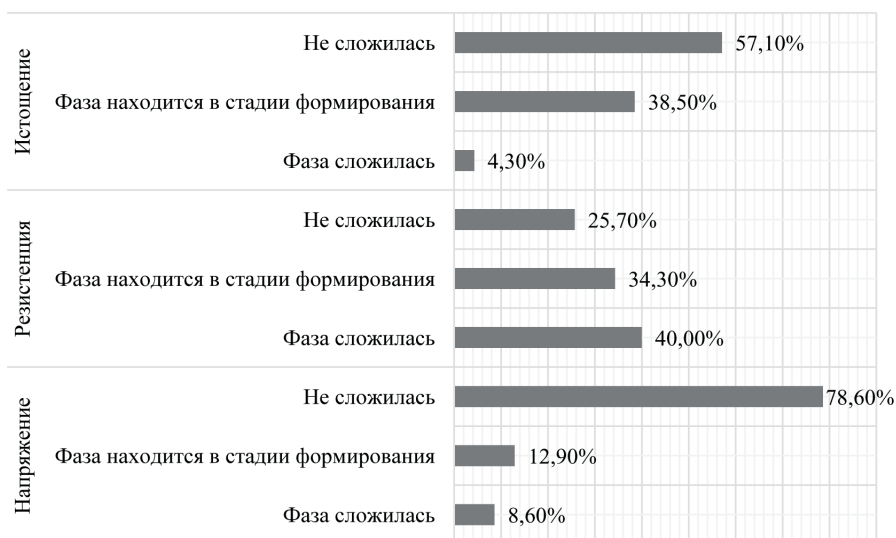 Истощение
Не сложилась 57,10%
Фаза находится в стадии формирования 38,50%
Фаза сложилась 4,30%
Резистенция
Не сложилась 25,70%
Фаза находится в стадии формирования 34,30%
Фаза сложилась 40,00%
Напряжение
Не сложилась 78,60%
Фаза находится в стадии формирования 12,90%
Фаза сложилась 8,60%